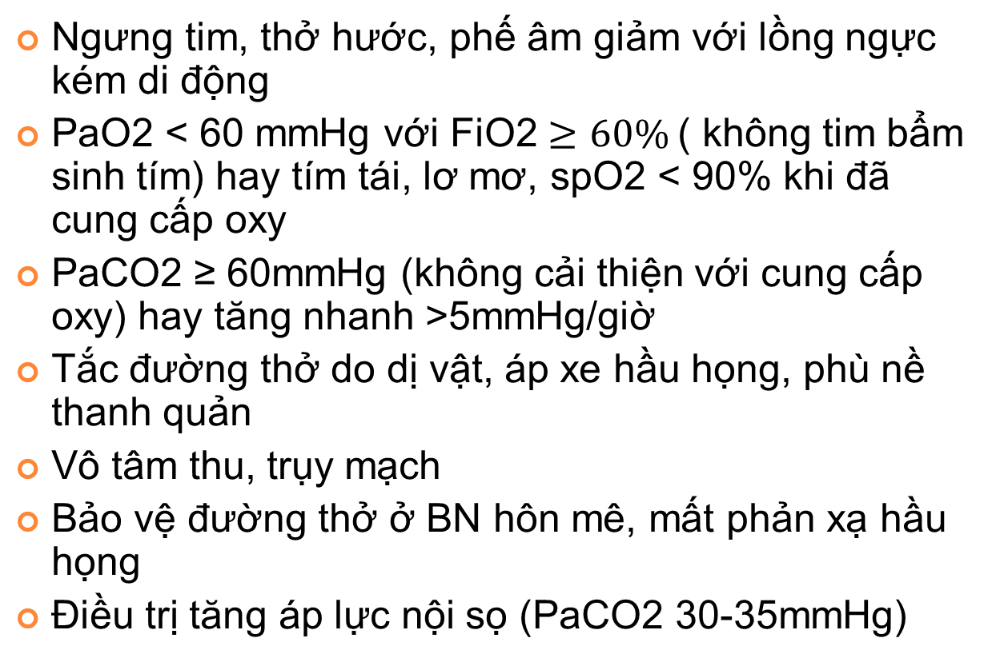 Ngưng tim, thở hước, phế âm giảm với lồng ngực
kém di động
PaO2 < 60 mmHg với FiO2 ≥ 60% ( không tim bẩm
sinh tím) hay tím tái, lơ mơ, spO2 < 90% khi đã
cung cấp oxy
PaCO2 ≥ 60mmHg (không cải thiện với cung cấp
oxy) hay tăng nhanh >5mmHg/giờ
Tắc đường thở do dị vật, áp xe hầu họng, phù nề
thanh quản
Vô tâm thu, trụy mạch
Bảo vệ đường thở ở BN hôn mê, mất phản xạ hầu
họng
Điều trị tăng áp lực nội sọ (PaCO2 30-35mmHg)